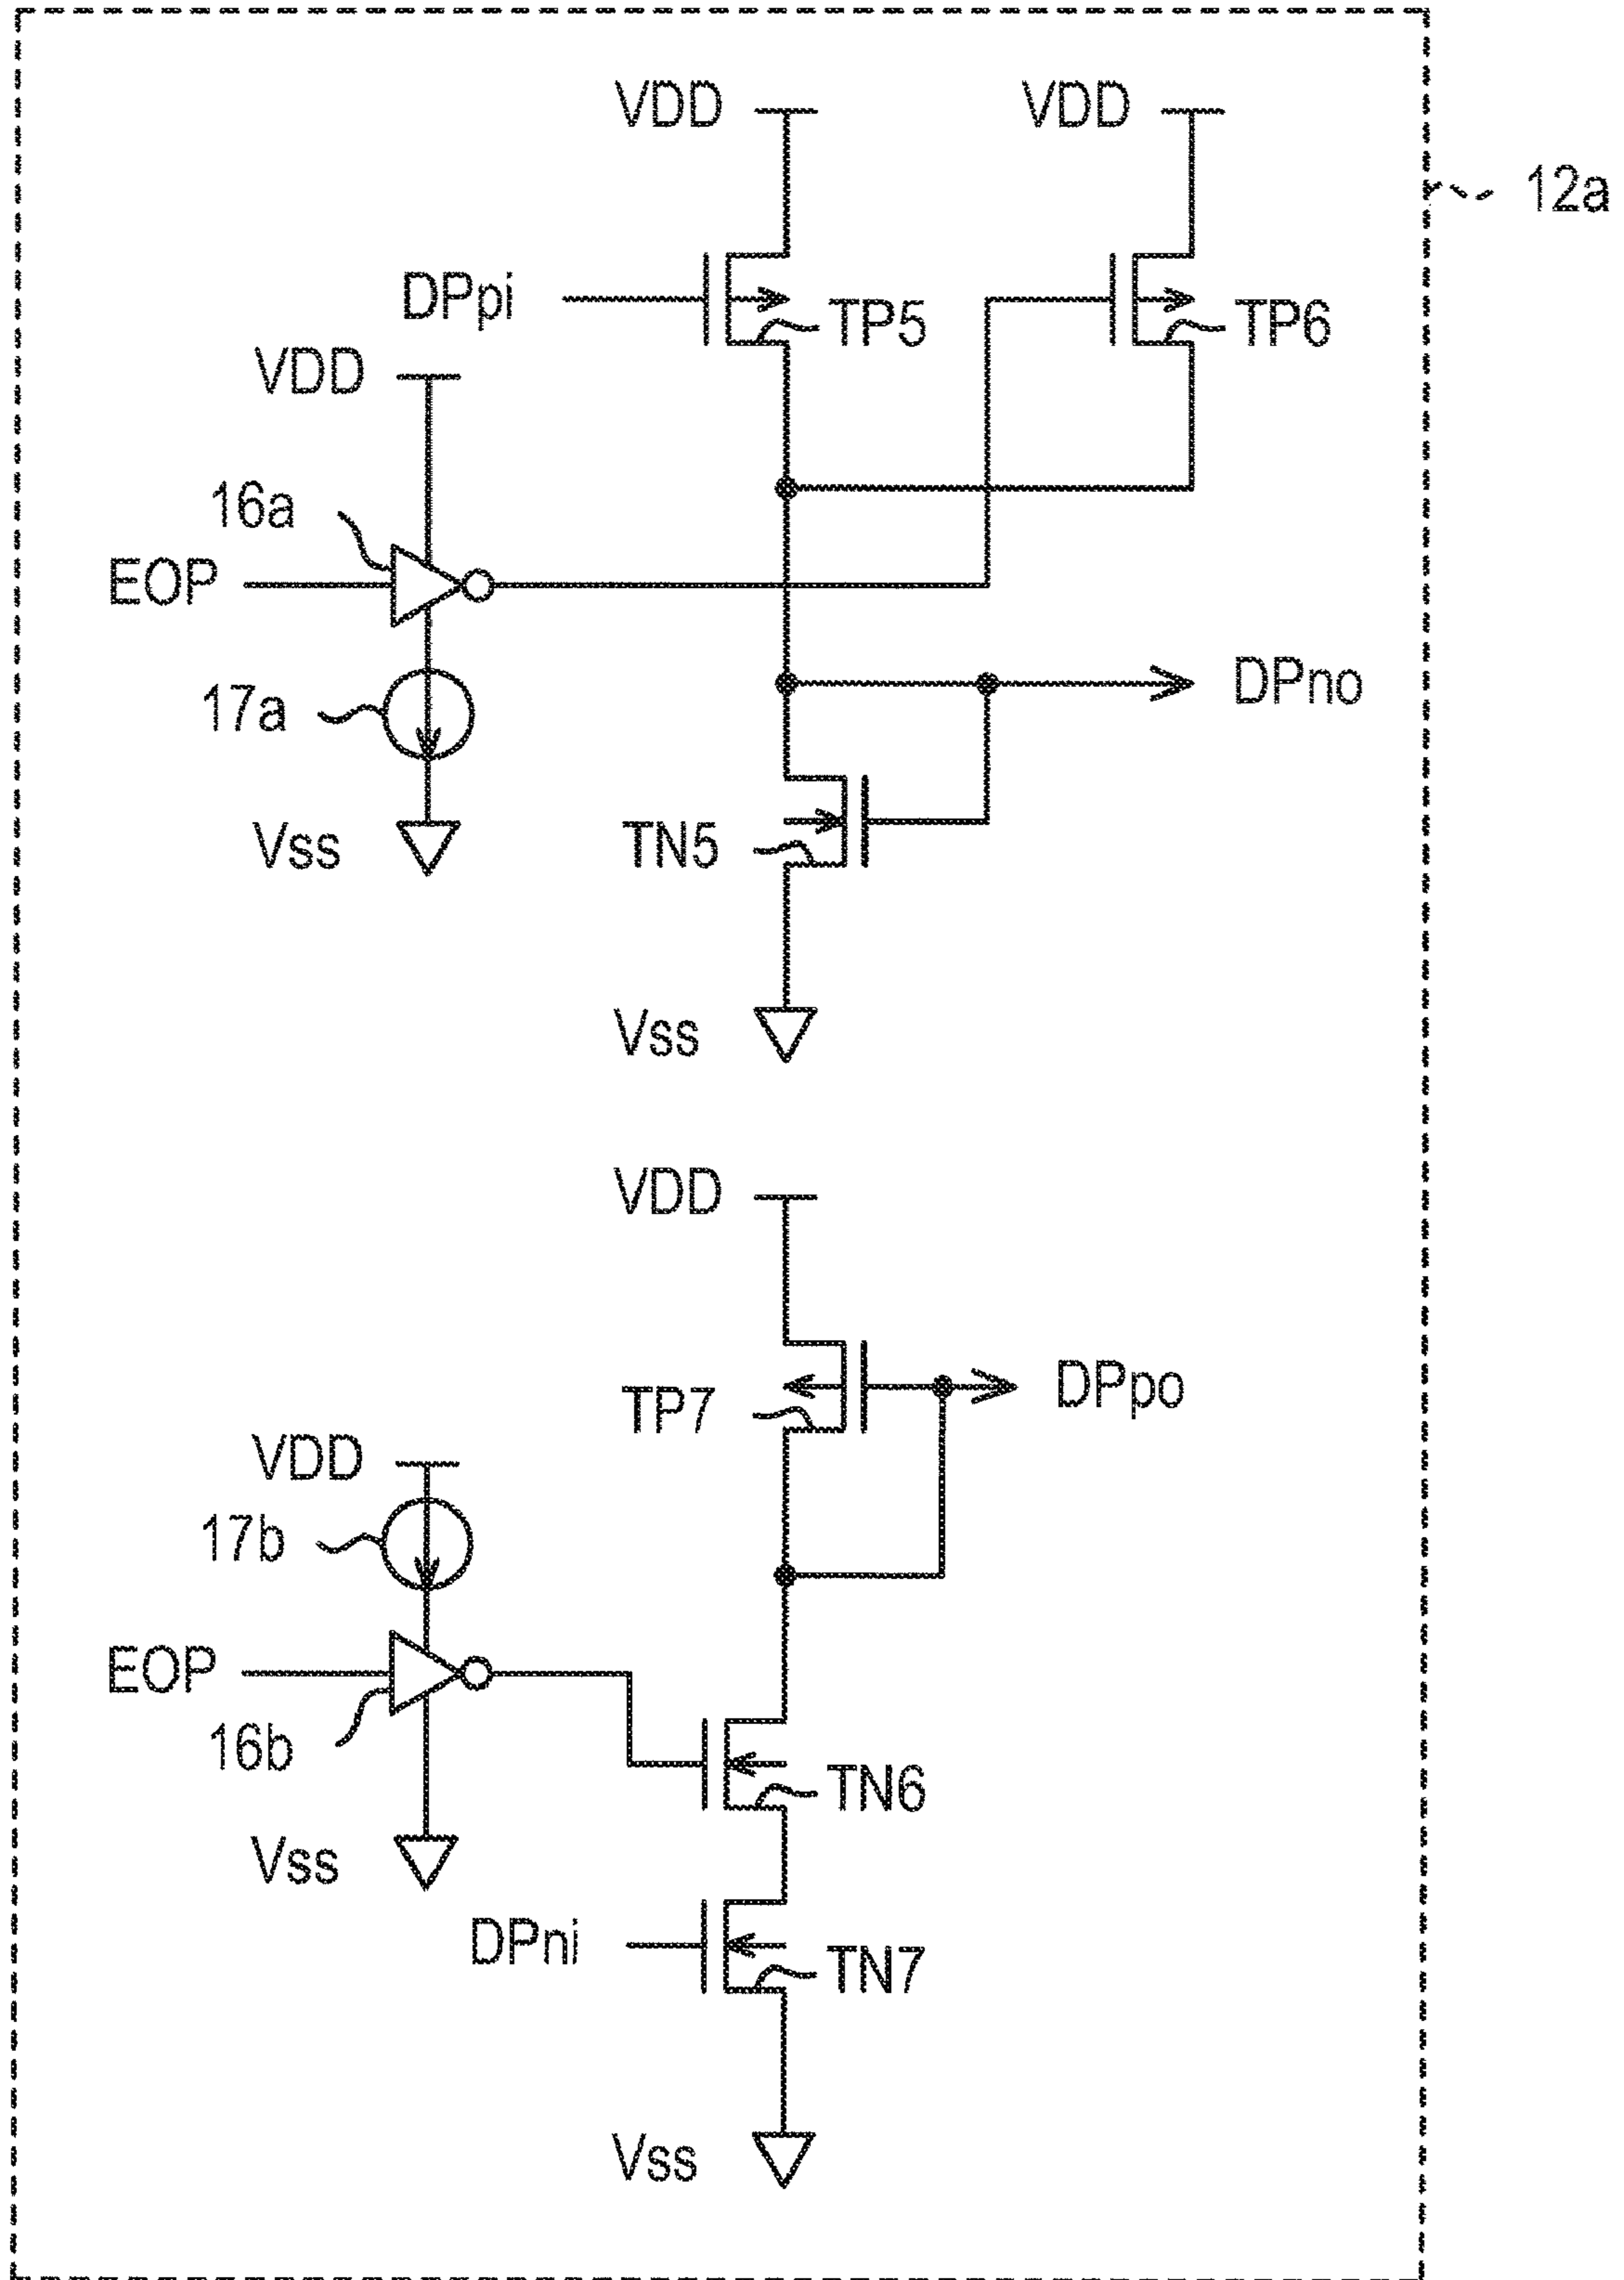 VDD
VDD
12a
DPpi
TP5
TP6
VDD
16a
EOP
17a
DPno
Vss
TN5
Vss
VDD
TP7
DPpo
VDD
17b
EOP
16b
TN6
Vss
DPni
TN7
Vss